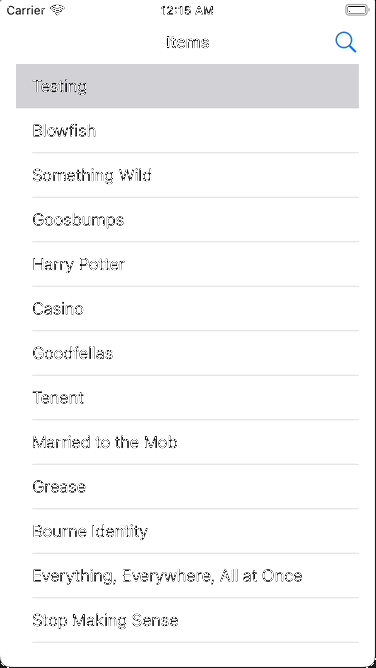 Carrier 12:15 AM
Items
Testing
Blowfish
Something Wild
Goosbumps
Harry Potter
Casino
Goodfellas
Tenent
Married to the Mob
Grease
Bourne Identity
Everything, Everywhere, All at Once
Stop Making Sense